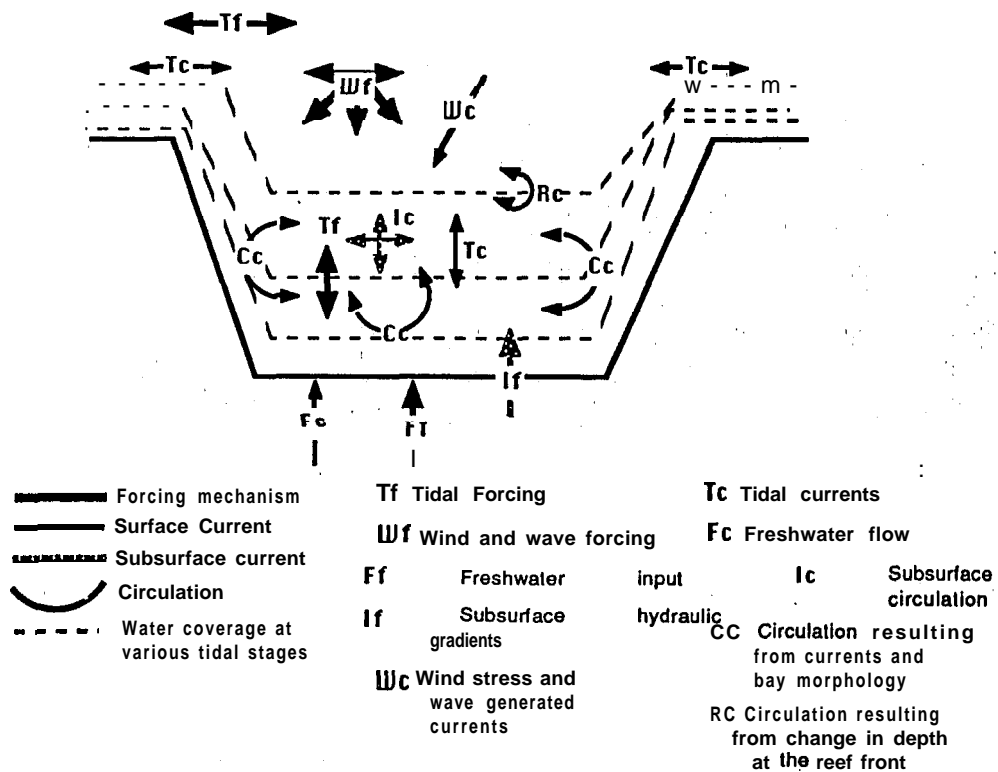 Tf
Tc
Tc
Wf
w - - - m -
Wc
Rc
Tf
Ic
Cc
Tc
Cc
Cc
If
Fc
Forcing mechanism
Surface Current
Subsurface current
Circulation
Water coverage at
various tidal stages
Tf Tidal Forcing
Wf Wind and wave forcing
Ff Freshwater input
If Subsurface hydraulic
gradients
Wc Wind stress and
wave generated
currents
Tc Tidal currents
Fc Freshwater flow
Ic Subsurface
circulation
CC Circulation resulting
from currents and
bay morphology
RC Circulation resulting
from change in depth
at the reef front